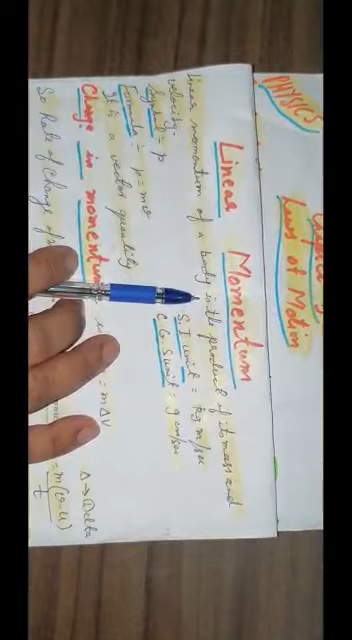 PHYSICS
Laws of Motion
Linear Momentum
Linear momentum of a body is the product of its mass and
velocity.
Symbol = p S.I unit = kg m/sec
Formula = p = mv C.G.S unit = g cm/sec
It is a vector quantity
Change in momentum = mΔV Δ → Delta
So Rate of Change of = m(v-u)/t